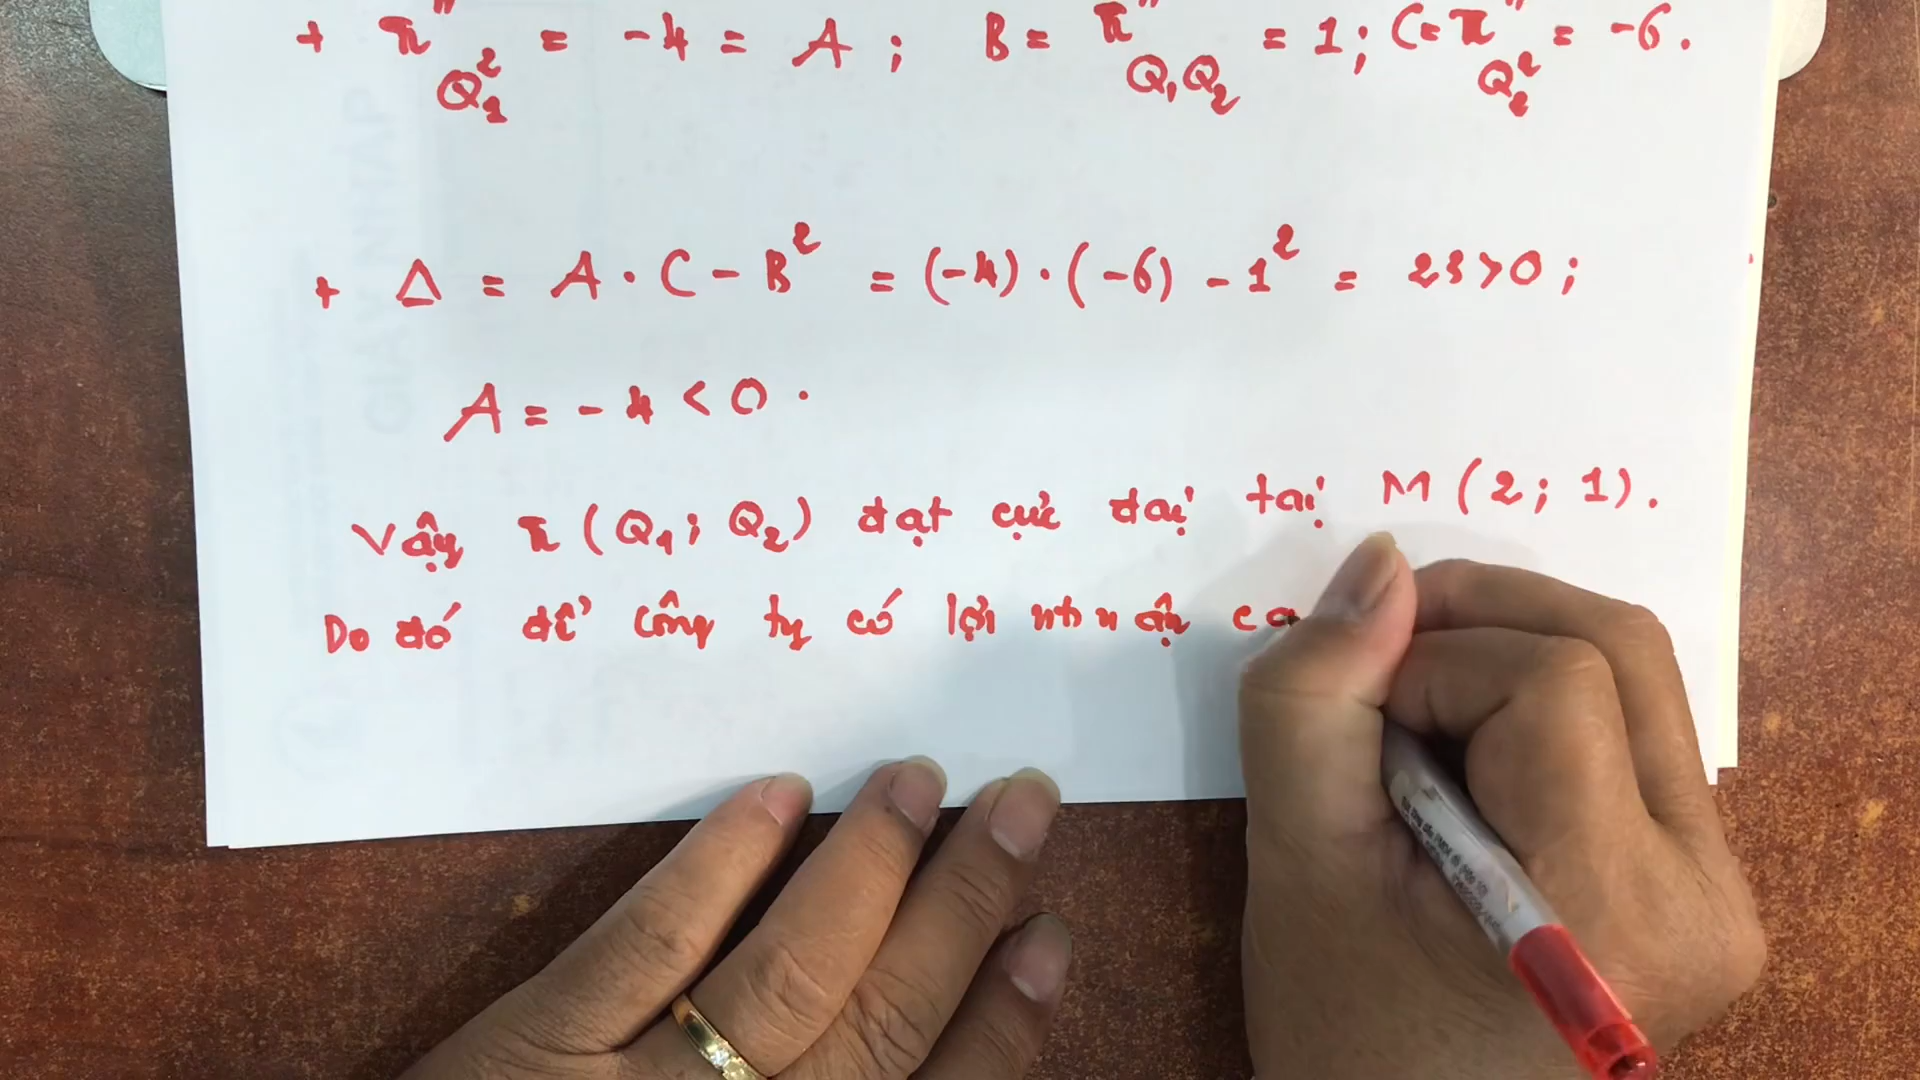 + π''_{Q_1^2} = -4 = A ; B = π''_{Q_1Q_2} = 1 ; C = π''_{Q_2^2} = -6 .
+ Δ = A . C - B² = (-4) . (-6) - 1² = 23 > 0 ;
A = -4 < 0 .
Vậy π (Q₁ ; Q₂) đạt cực đại tại M (2 ; 1) .
Do đó để công ty có lợi nhuận